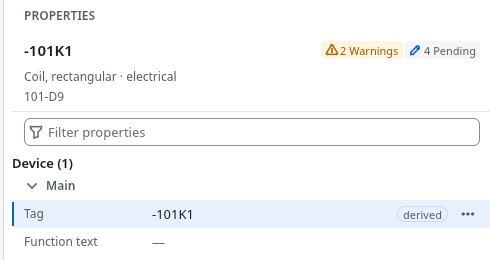 PROPERTIES
-101K1
2 Warnings
4 Pending
Coil, rectangular · electrical
101-D9
Filter properties
Device (1)
Main
Tag -101K1 derived •••
Function text —